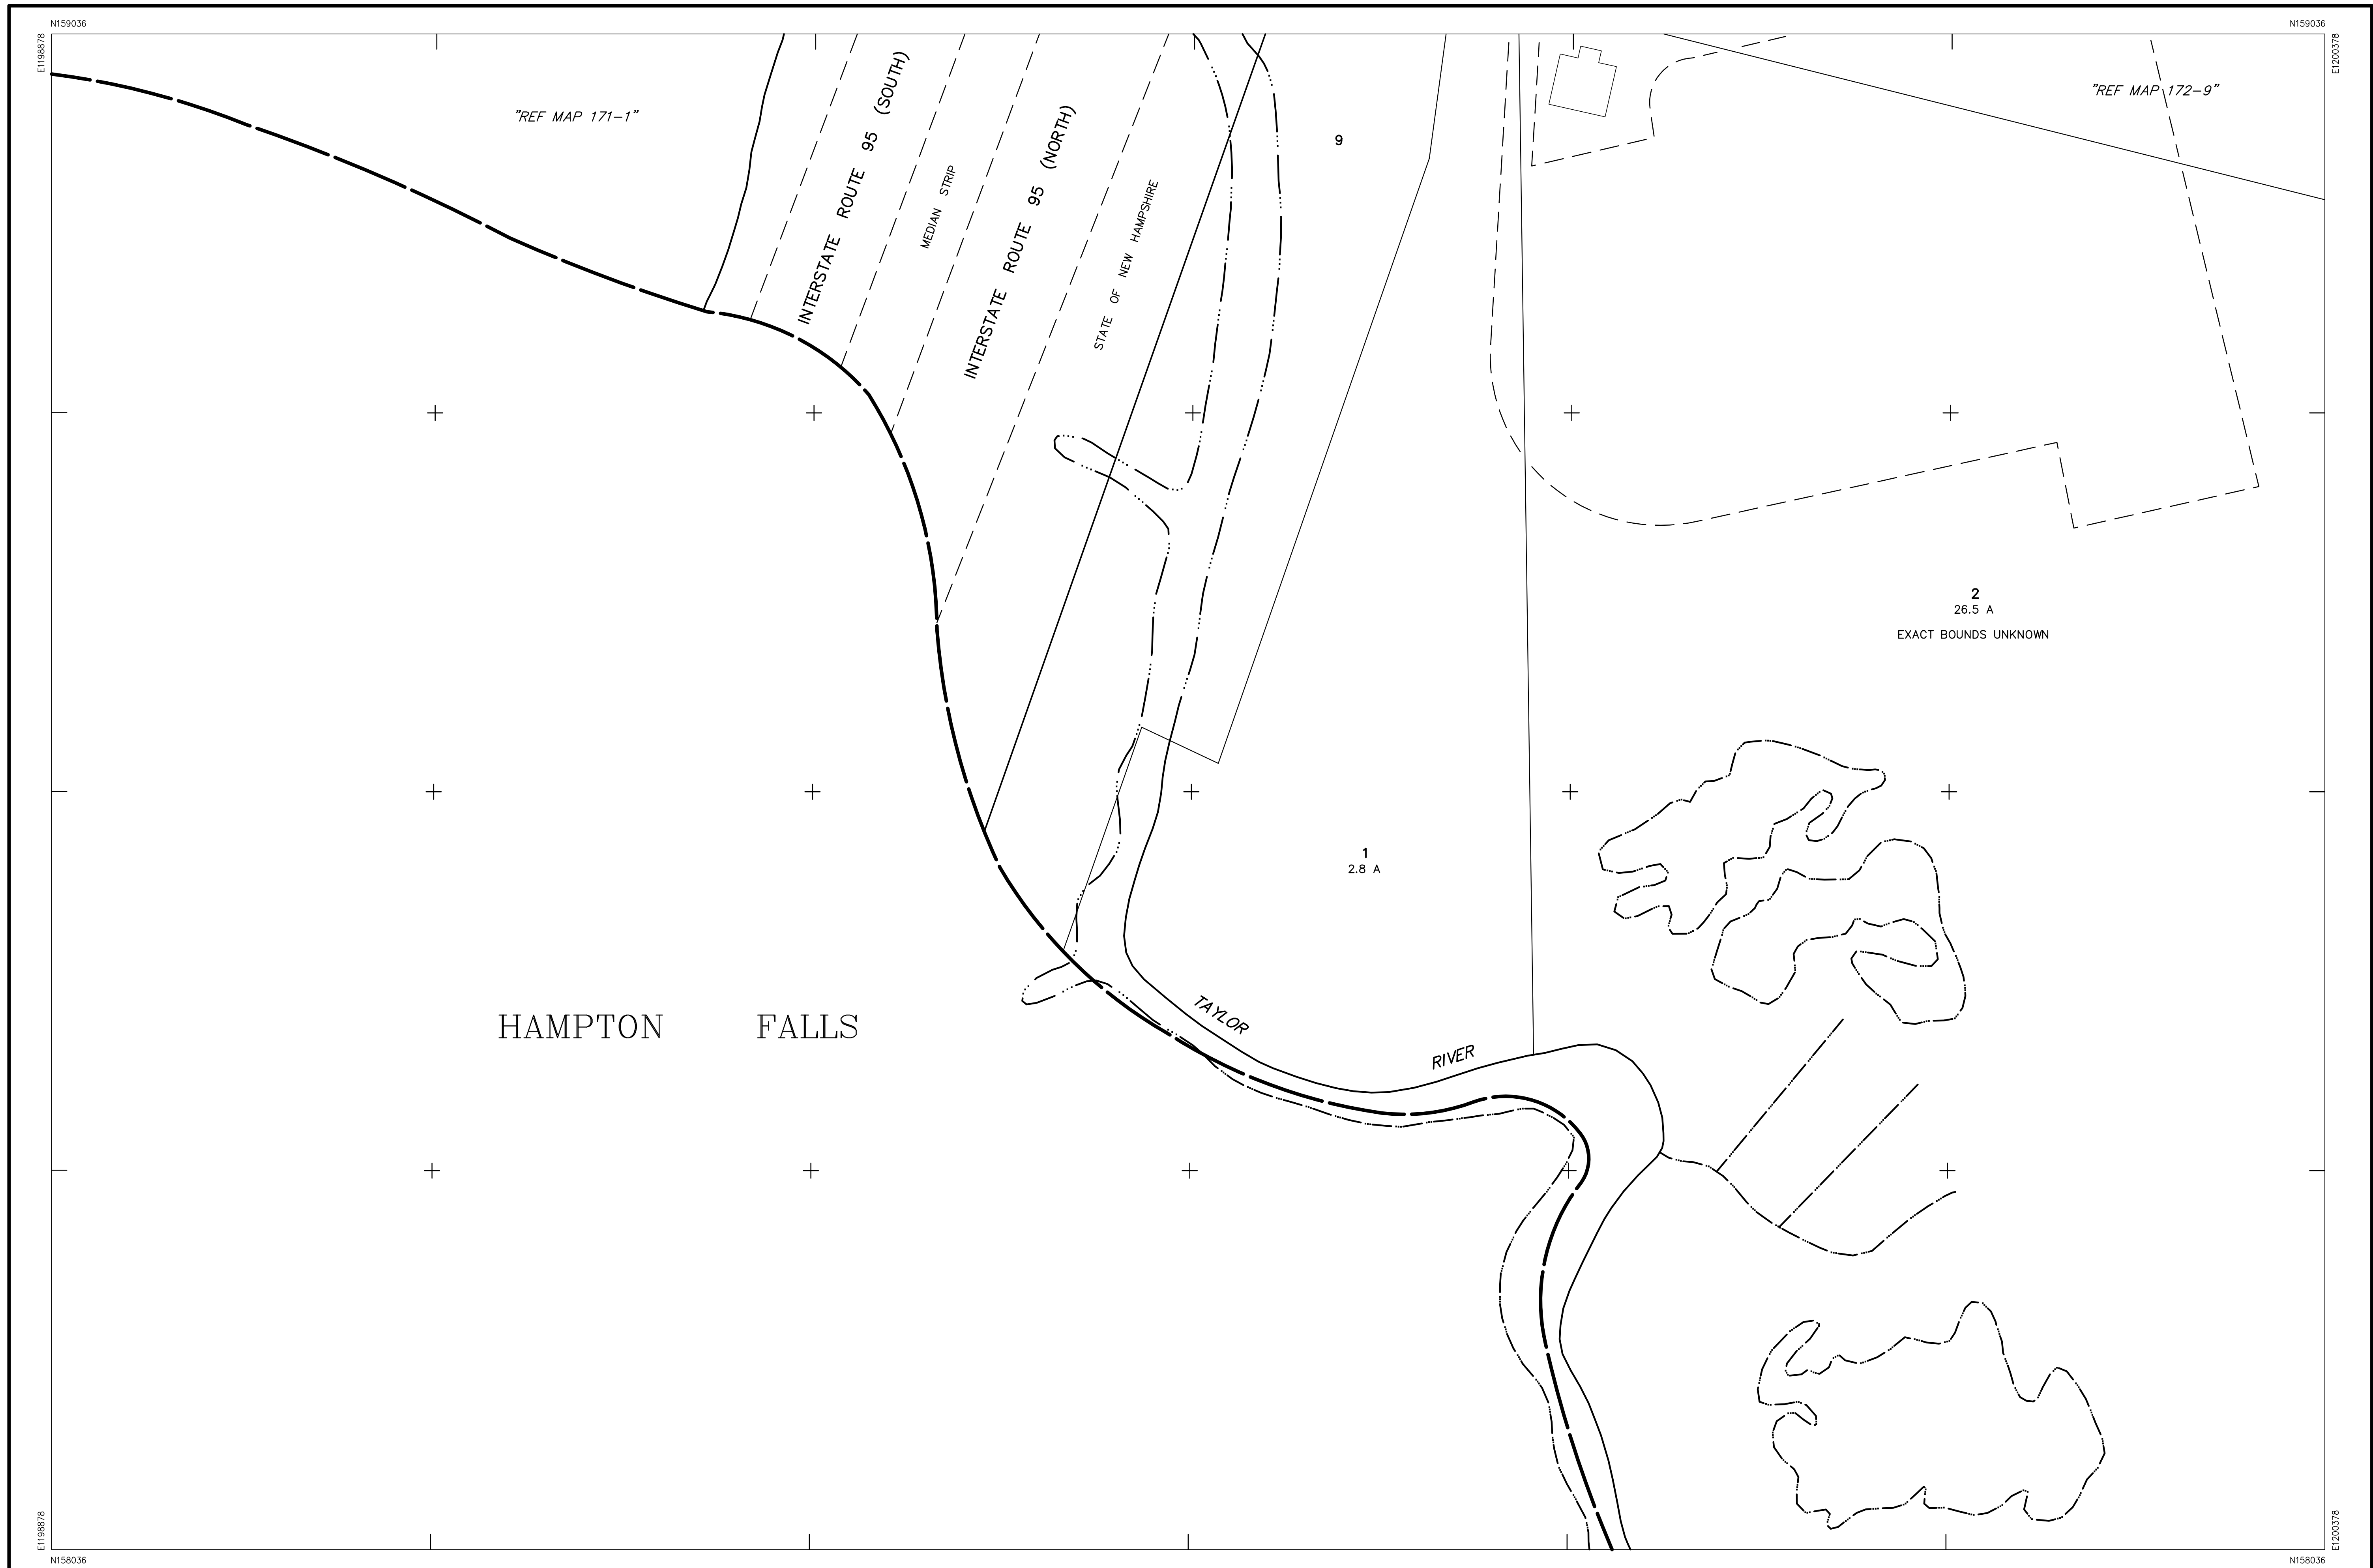 N159036
N159036
E1198878
E1200378
"REF MAP 171-1"
INTERSTATE ROUTE 95 (SOUTH)
MEDIAN STRIP
INTERSTATE ROUTE 95 (NORTH)
STATE OF NEW HAMPSHIRE
9
"REF MAP 172-9"
2
26.5 A
EXACT BOUNDS UNKNOWN
1
2.8 A
HAMPTON FALLS
TAYLOR
RIVER
E1198878
E1200378
N158036
N158036